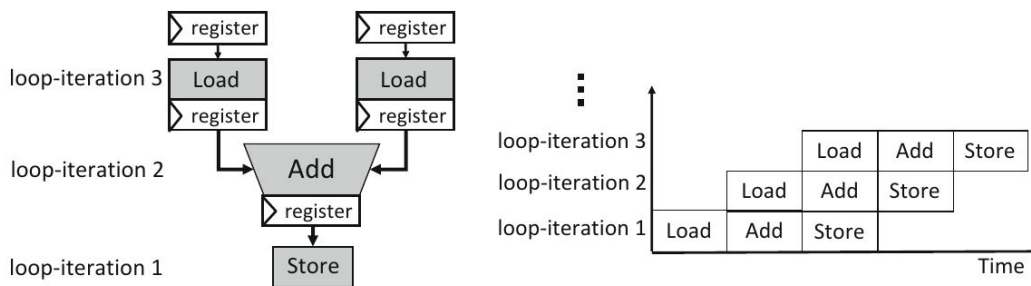 register register
loop-iteration 3 Load Load
register register
loop-iteration 2 Add
register
loop-iteration 1 Store
loop-iteration 3 Load Add Store
loop-iteration 2 Load Add Store
loop-iteration 1 Load Add Store
Time